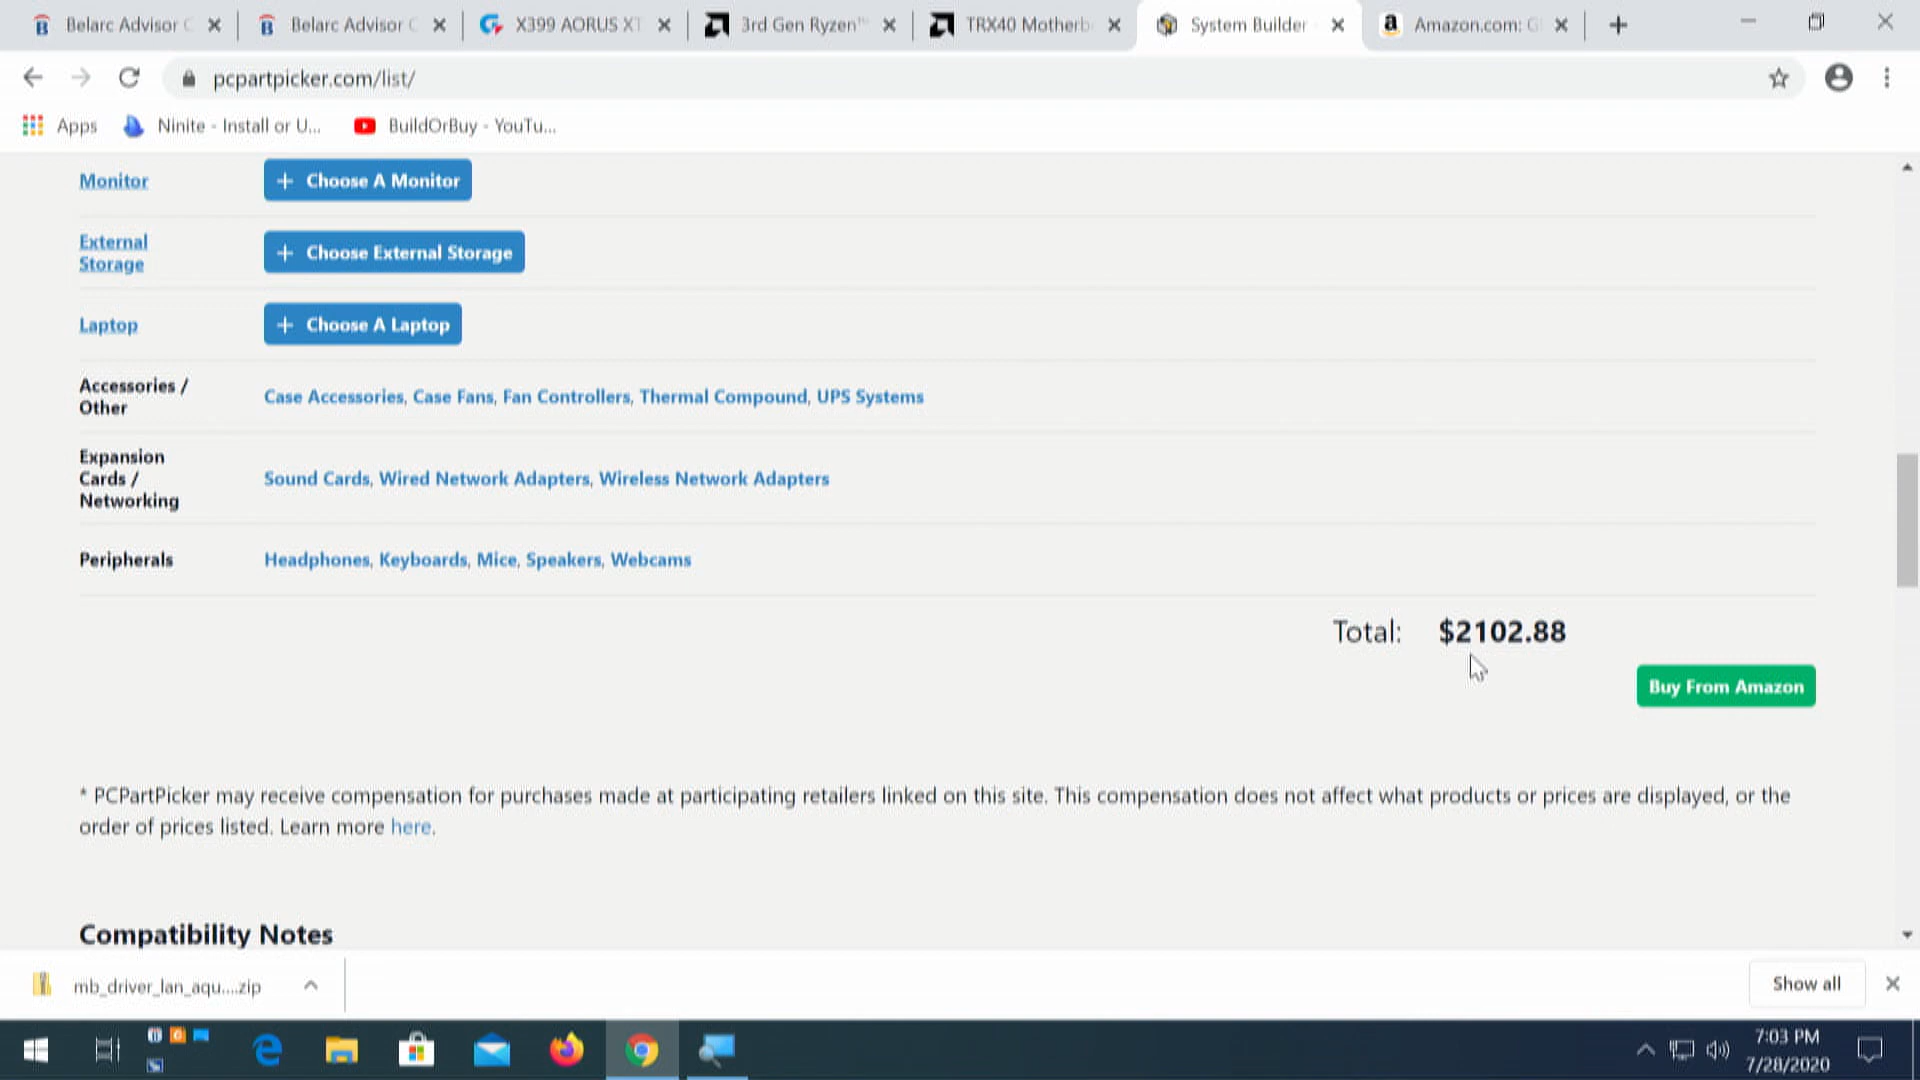 Belarc Advisor C
Belarc Advisor C
X399 AORUS XT
3rd Gen Ryzen™
TRX40 Motherb
System Builder
Amazon.com: G
pcpartpicker.com/list/
Apps
Ninite - Install or U...
BuildOrBuy - YouTu...
Monitor
+ Choose A Monitor
External
Storage
+ Choose External Storage
Laptop
+ Choose A Laptop
Accessories /
Other
Case Accessories, Case Fans, Fan Controllers, Thermal Compound, UPS Systems
Expansion
Cards /
Networking
Sound Cards, Wired Network Adapters, Wireless Network Adapters
Peripherals
Headphones, Keyboards, Mice, Speakers, Webcams
Total: $2102.88
Buy From Amazon
* PCPartPicker may receive compensation for purchases made at participating retailers linked on this site. This compensation does not affect what products or prices are displayed, or the
order of prices listed. Learn more here.
Compatibility Notes
mb_driver_lan_aqu....zip
Show all
7:03 PM
7/28/2020